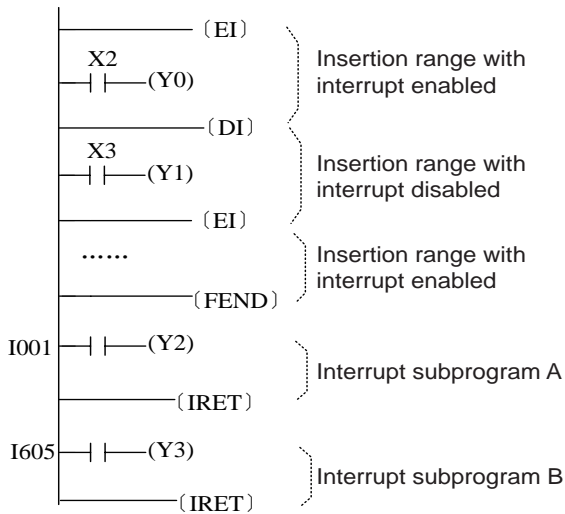 (EI)
X2
(Y0)
Insertion range with
interrupt enabled
(DI)
X3
(Y1)
Insertion range with
interrupt disabled
(EI)
......
Insertion range with
interrupt enabled
(FEND)
I001
(Y2)
Interrupt subprogram A
(IRET)
I605
(Y3)
Interrupt subprogram B
(IRET)